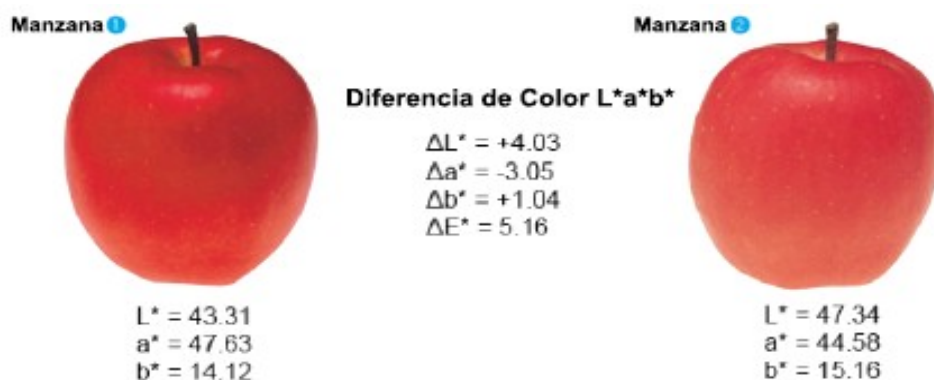 Manzana 1
Manzana 2
Diferencia de Color L*a*b*
ΔL* = +4.03
Δa* = -3.05
Δb* = +1.04
ΔE* = 5.16
L* = 43.31
a* = 47.63
b* = 14.12
L* = 47.34
a* = 44.58
b* = 15.16